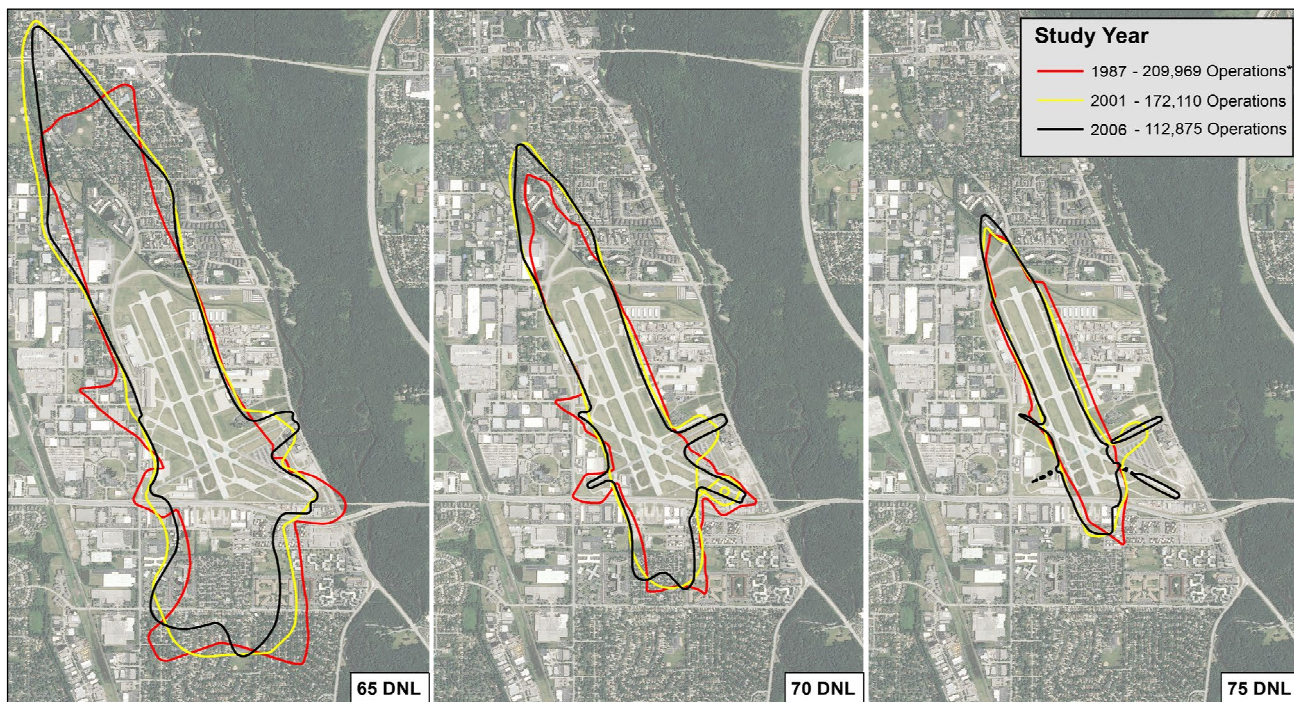 Study Year
1987 - 209,969 Operations*
2001 - 172,110 Operations
2006 - 112,875 Operations
65 DNL
70 DNL
75 DNL